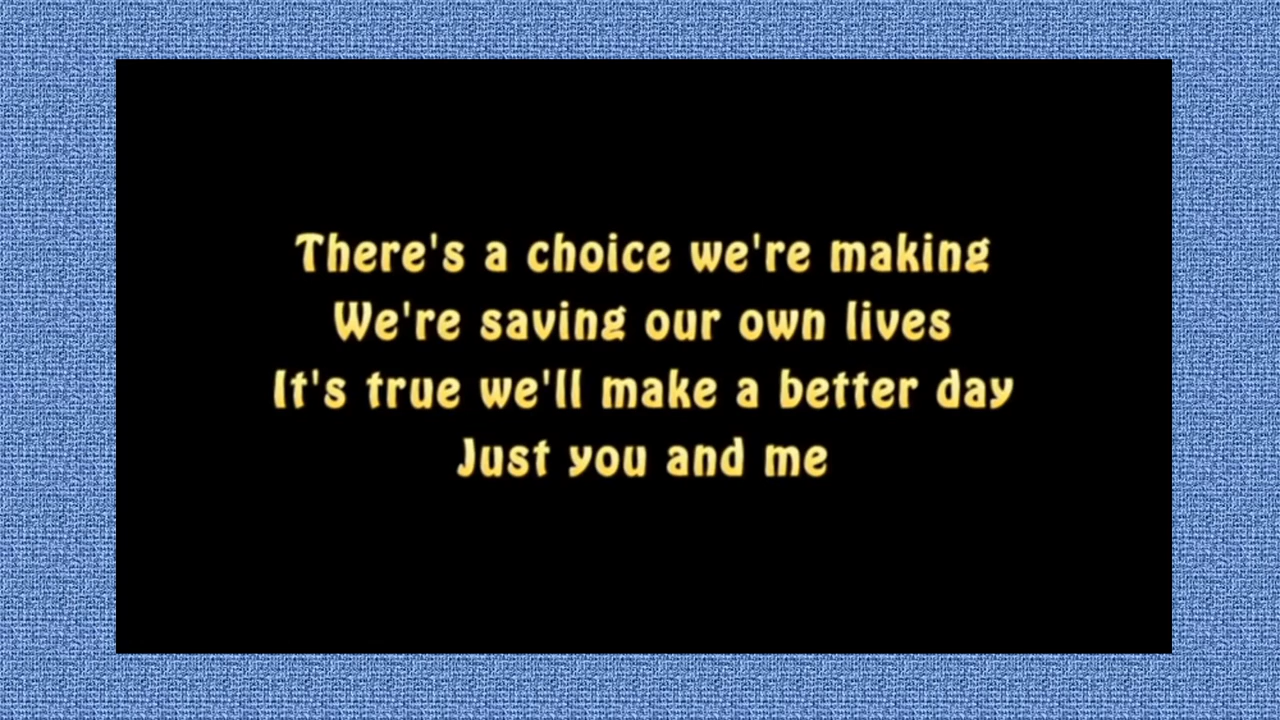 There's a choice we're making
We're saving our own lives
It's true we'll make a better day
Just you and me